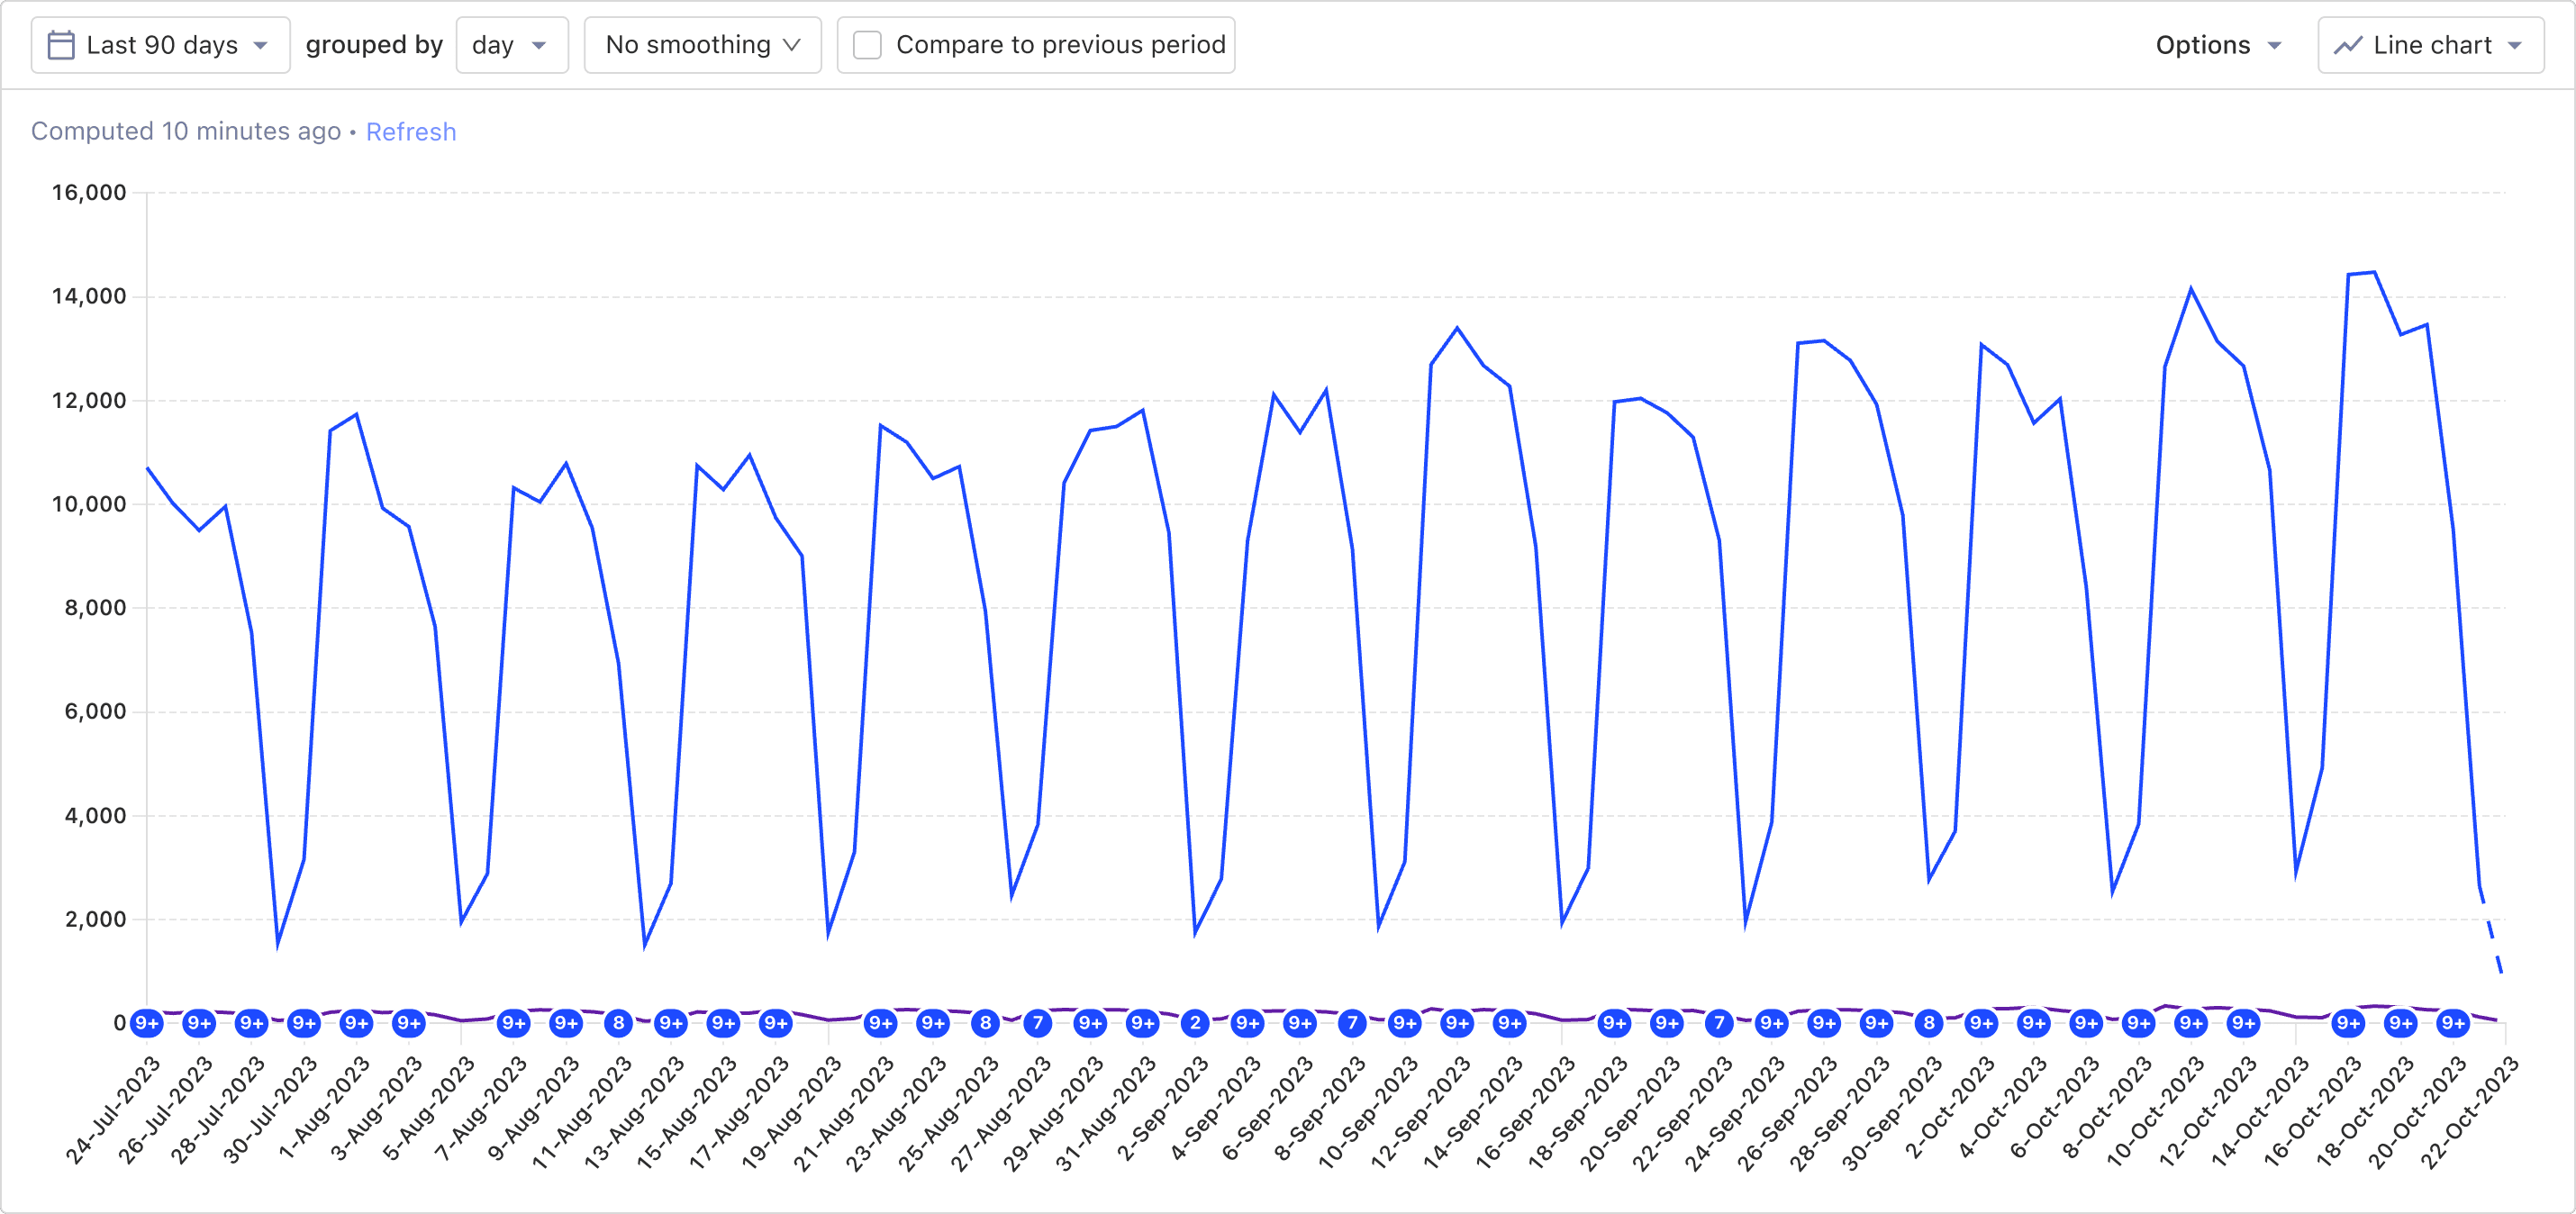 Last 90 days grouped by day No smoothing Compare to previous period Options Line chart
Computed 10 minutes ago • Refresh
16,000
14,000
12,000
10,000
8,000
6,000
4,000
2,000
0
9+ 9+ 9+ 9+ 9+ 9+ 9+ 9+ 8 9+ 9+ 9+ 9+ 9+ 8 7 9+ 9+ 2 9+ 9+ 7 9+ 9+ 9+ 9+ 9+ 7 9+ 9+ 9+ 8 9+ 9+ 9+ 9+ 9+ 9+ 9+ 9+ 9+
24-Jul-2023
26-Jul-2023
28-Jul-2023
30-Jul-2023
1-Aug-2023
3-Aug-2023
5-Aug-2023
7-Aug-2023
9-Aug-2023
11-Aug-2023
13-Aug-2023
15-Aug-2023
17-Aug-2023
19-Aug-2023
21-Aug-2023
23-Aug-2023
25-Aug-2023
27-Aug-2023
29-Aug-2023
31-Aug-2023
2-Sep-2023
4-Sep-2023
6-Sep-2023
8-Sep-2023
10-Sep-2023
12-Sep-2023
14-Sep-2023
16-Sep-2023
18-Sep-2023
20-Sep-2023
22-Sep-2023
24-Sep-2023
26-Sep-2023
28-Sep-2023
30-Sep-2023
2-Oct-2023
4-Oct-2023
6-Oct-2023
8-Oct-2023
10-Oct-2023
12-Oct-2023
14-Oct-2023
16-Oct-2023
18-Oct-2023
20-Oct-2023
22-Oct-2023